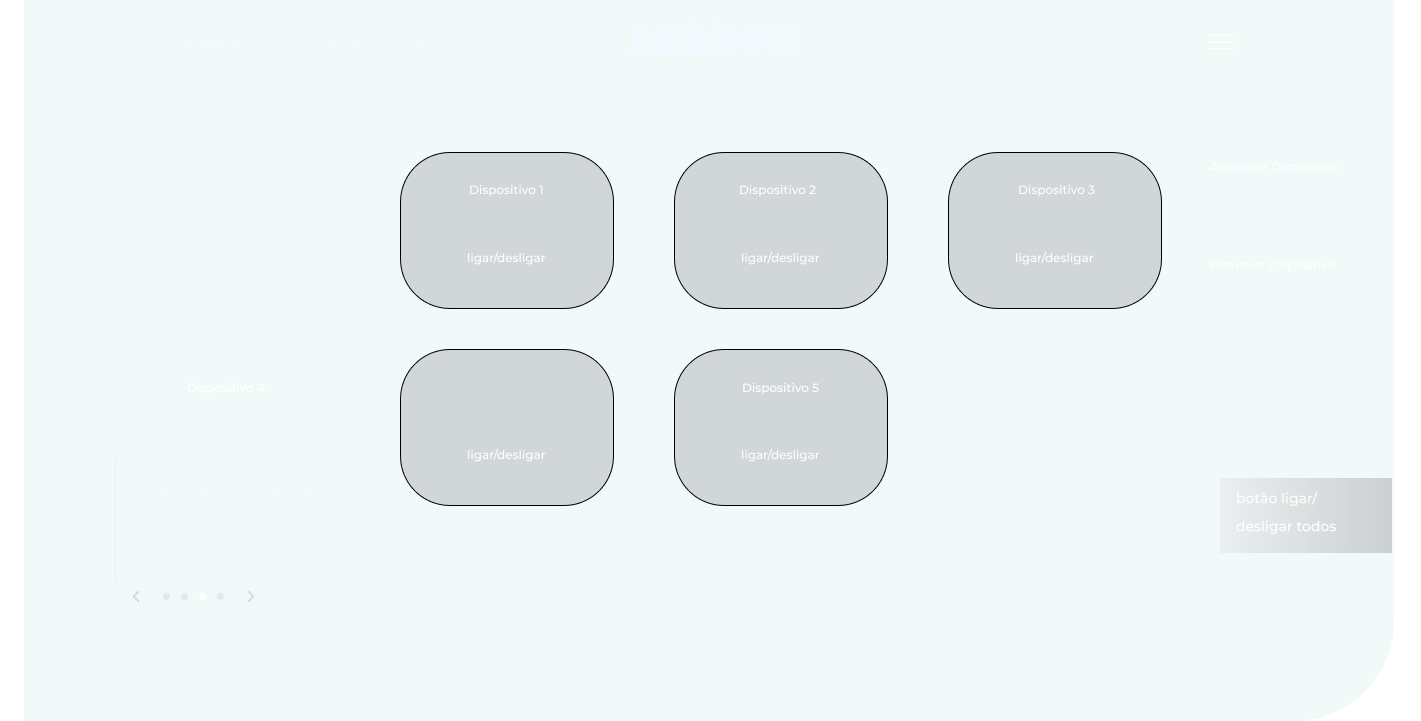 Ambiente
Dispositivo 1
Dispositivo 2
Dispositivo 3
Adicionar Dispositivo
ligar/desligar
ligar/desligar
ligar/desligar
Remover Dispositivo
Dispositivo 4
Dispositivo 5
ligar/desligar
ligar/desligar
botão ligar/
desligar todos